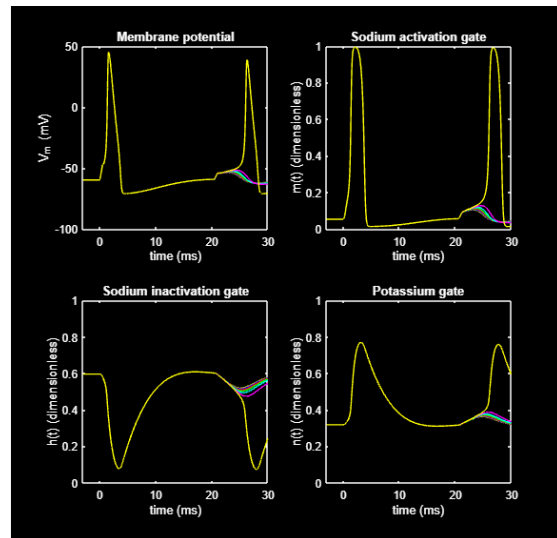 Membrane potential
50
0
-50
-100
V_m (mV)
0 10 20 30
time (ms)
Sodium activation gate
1
0.8
0.6
0.4
0.2
0
m(t) (dimensionless)
0 10 20 30
time (ms)
Sodium inactivation gate
1
0.8
0.6
0.4
0.2
0
h(t) (dimensionless)
0 10 20 30
time (ms)
Potassium gate
1
0.8
0.6
0.4
0.2
0
n(t) (dimensionless)
0 10 20 30
time (ms)